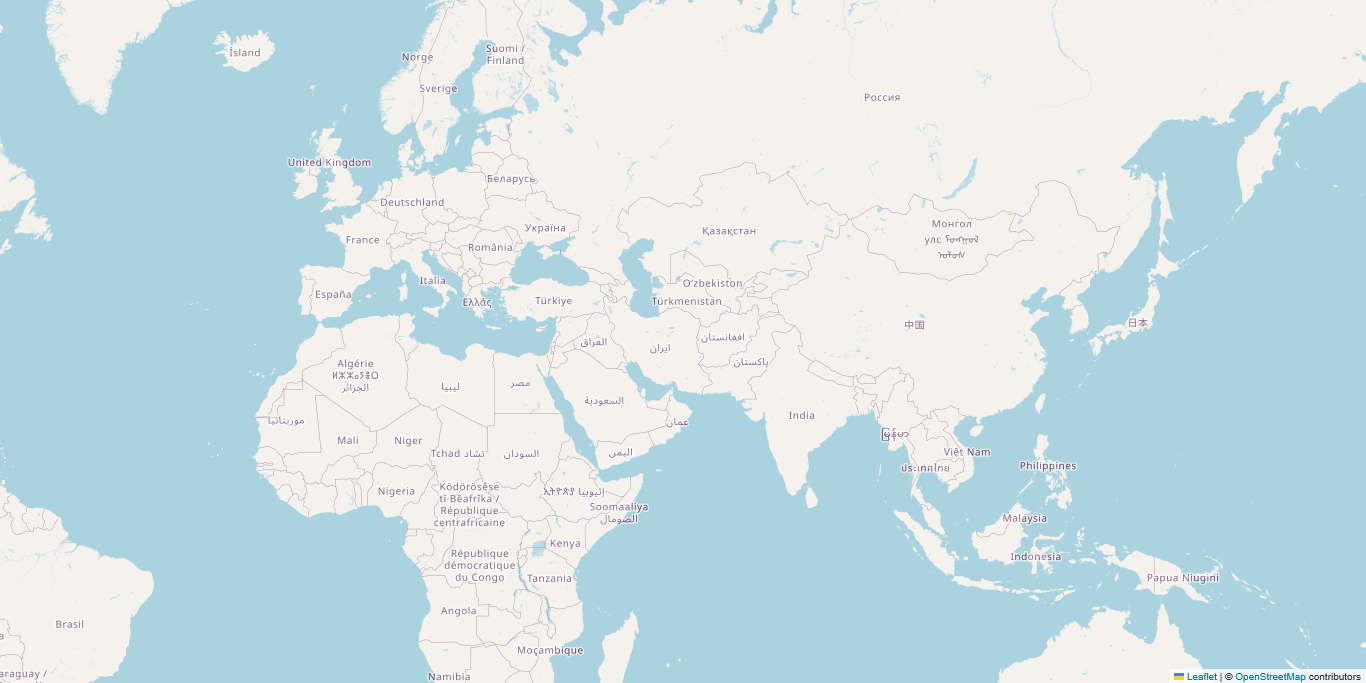 Ísland
Norge
Suomi /
Finland
Sverige
Россия
United Kingdom
Беларусь
Deutschland
Україна
Қазақстан
Монгол
улс ᠮᠣᠩᠭᠣᠯ
ᠤᠯᠤᠰ
France
România
Italia
España
Ελλάς
Türkiye
Oʻzbekiston
Türkmenistan
中国
日本
العراق
ایران
افغانستان
پاکستان
Algérie
ⵍⵣⵣⴰⵢⴻⵔ
الجزائر
ليبيا
مصر
السعودية
عمان
India
موريتانيا
Mali
Niger
Tchad تشاد
السودان
اليمن
မြန်မာ
Việt Nam
ประเทศไทย
Philippines
Nigeria
Ködörösêse
tî Bêafrîka /
République
centrafricaine
ኢትዮጵያ إثيوبيا
Soomaaliya
الصومال
Malaysia
Kenya
Indonesia
République
démocratique
du Congo
Tanzania
Papua Niugini
Angola
Brasil
Moçambique
araguay /
Namibia
Leaflet | © OpenStreetMap contributors